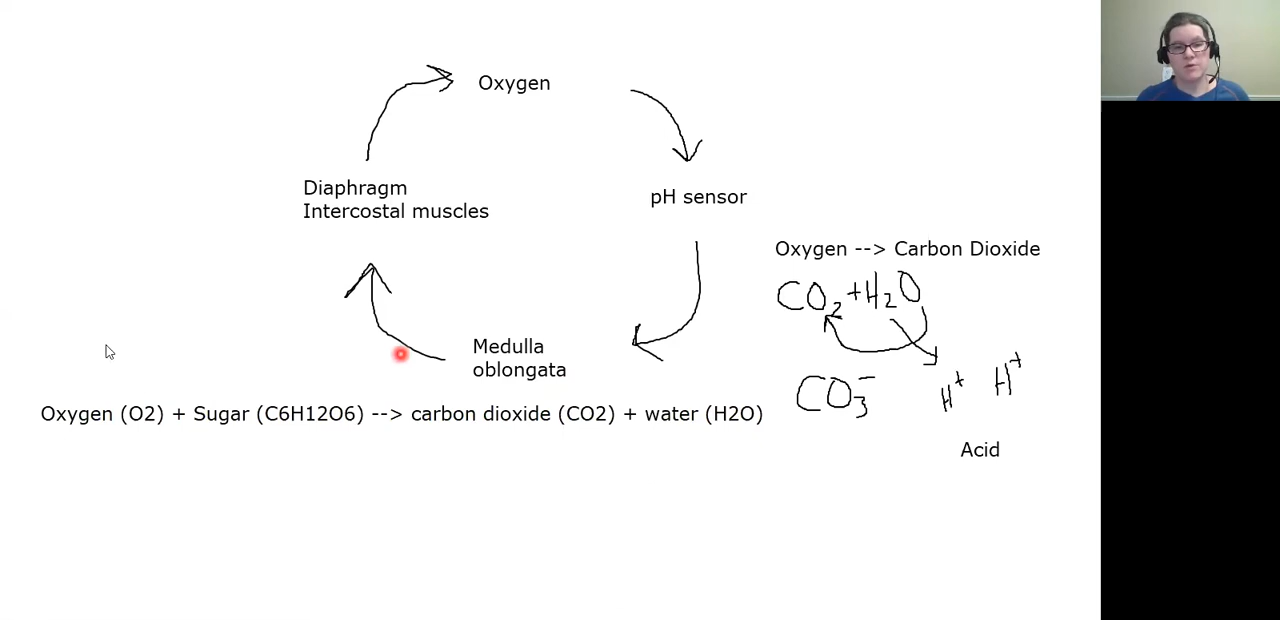 Oxygen
Diaphragm
Intercostal muscles
pH sensor
Oxygen --> Carbon Dioxide
CO₂+H₂O
Medulla
oblongata
CO₃⁻ H⁺ H⁺
Oxygen (O2) + Sugar (C6H12O6) --> carbon dioxide (CO2) + water (H2O)
Acid